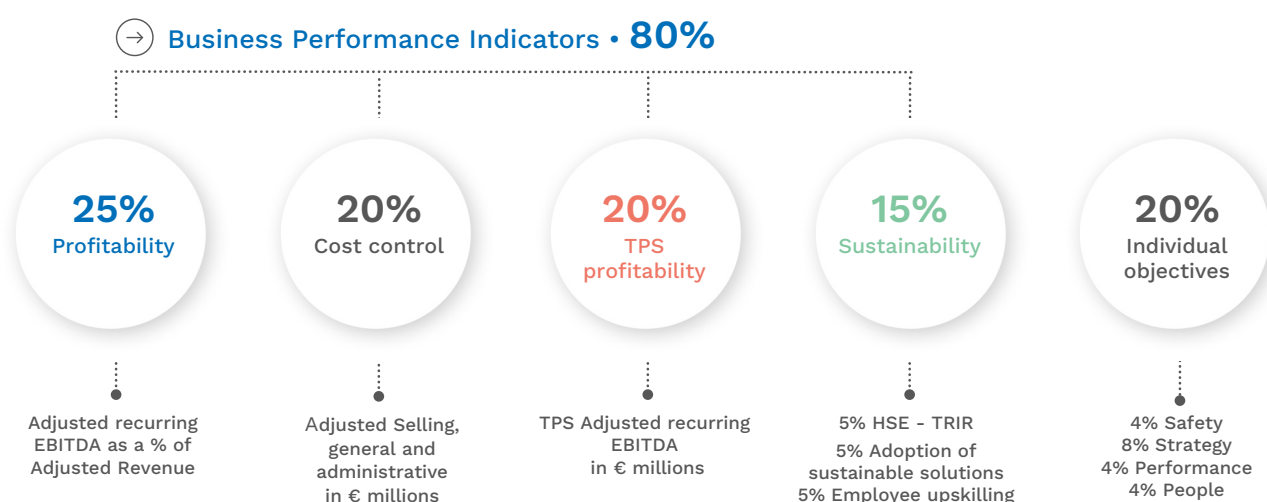 Business Performance Indicators • 80%
25%
Profitability
20%
Cost control
20%
TPS
profitability
15%
Sustainability
20%
Individual
objectives
Adjusted recurring
EBITDA as a % of
Adjusted Revenue
Adjusted Selling,
general and
administrative
in € millions
TPS Adjusted recurring
EBITDA
in € millions
5% HSE - TRIR
5% Adoption of
sustainable solutions
5% Employee upskilling
4% Safety
8% Strategy
4% Performance
4% People